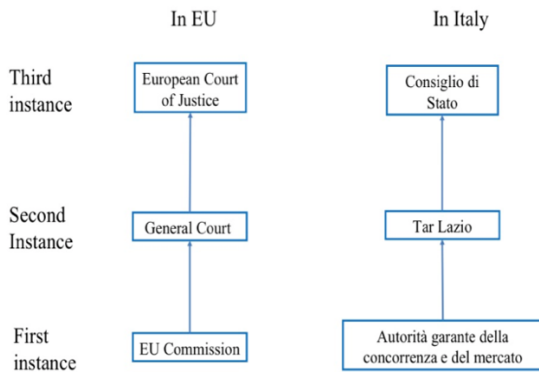 In EU
In Italy
Third
instance
European Court
of Justice
Consiglio di
Stato
Second
Instance
General Court
Tar Lazio
First
instance
EU Commission
Autorità garante della
concorrenza e del mercato